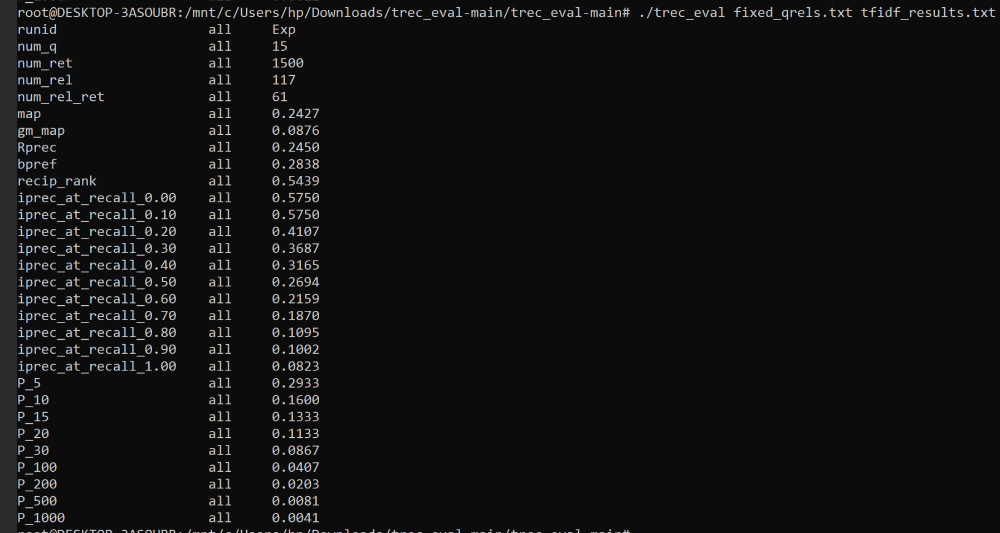 root@DESKTOP-3ASOUBR:/mnt/c/Users/hp/Downloads/trec_eval-main/trec_eval-main# ./trec_eval fixed_qrels.txt tfidf_results.txt
runid all Exp
num_q all 15
num_ret all 1500
num_rel all 117
num_rel_ret all 61
map all 0.2427
gm_map all 0.0876
Rprec all 0.2450
bpref all 0.2838
recip_rank all 0.5439
iprec_at_recall_0.00 all 0.5750
iprec_at_recall_0.10 all 0.5750
iprec_at_recall_0.20 all 0.4107
iprec_at_recall_0.30 all 0.3687
iprec_at_recall_0.40 all 0.3165
iprec_at_recall_0.50 all 0.2694
iprec_at_recall_0.60 all 0.2159
iprec_at_recall_0.70 all 0.1870
iprec_at_recall_0.80 all 0.1095
iprec_at_recall_0.90 all 0.1002
iprec_at_recall_1.00 all 0.0823
P_5 all 0.2933
P_10 all 0.1600
P_15 all 0.1333
P_20 all 0.1133
P_30 all 0.0867
P_100 all 0.0407
P_200 all 0.0203
P_500 all 0.0081
P_1000 all 0.0041
root@DESKTOP-3ASOUBR:/mnt/c/Users/hp/Downloads/trec_eval-main/trec_eval-main#